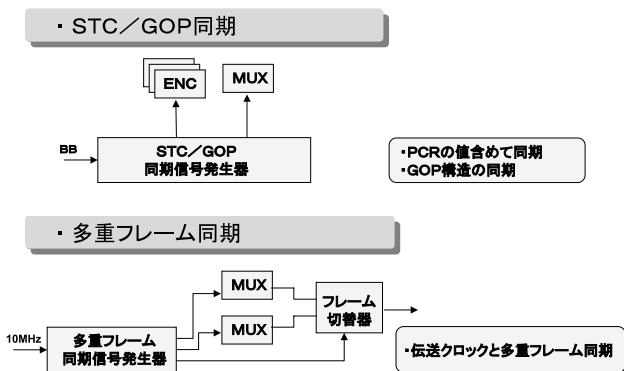 ・STC／GOP同期
ENC
MUX
BB
STC／GOP
同期信号発生器
・PCRの値含めて同期
・GOP構造の同期
・多重フレーム同期
MUX
MUX
フレーム
切替器
10MHz
多重フレーム
同期信号発生器
・伝送クロックと多重フレーム同期